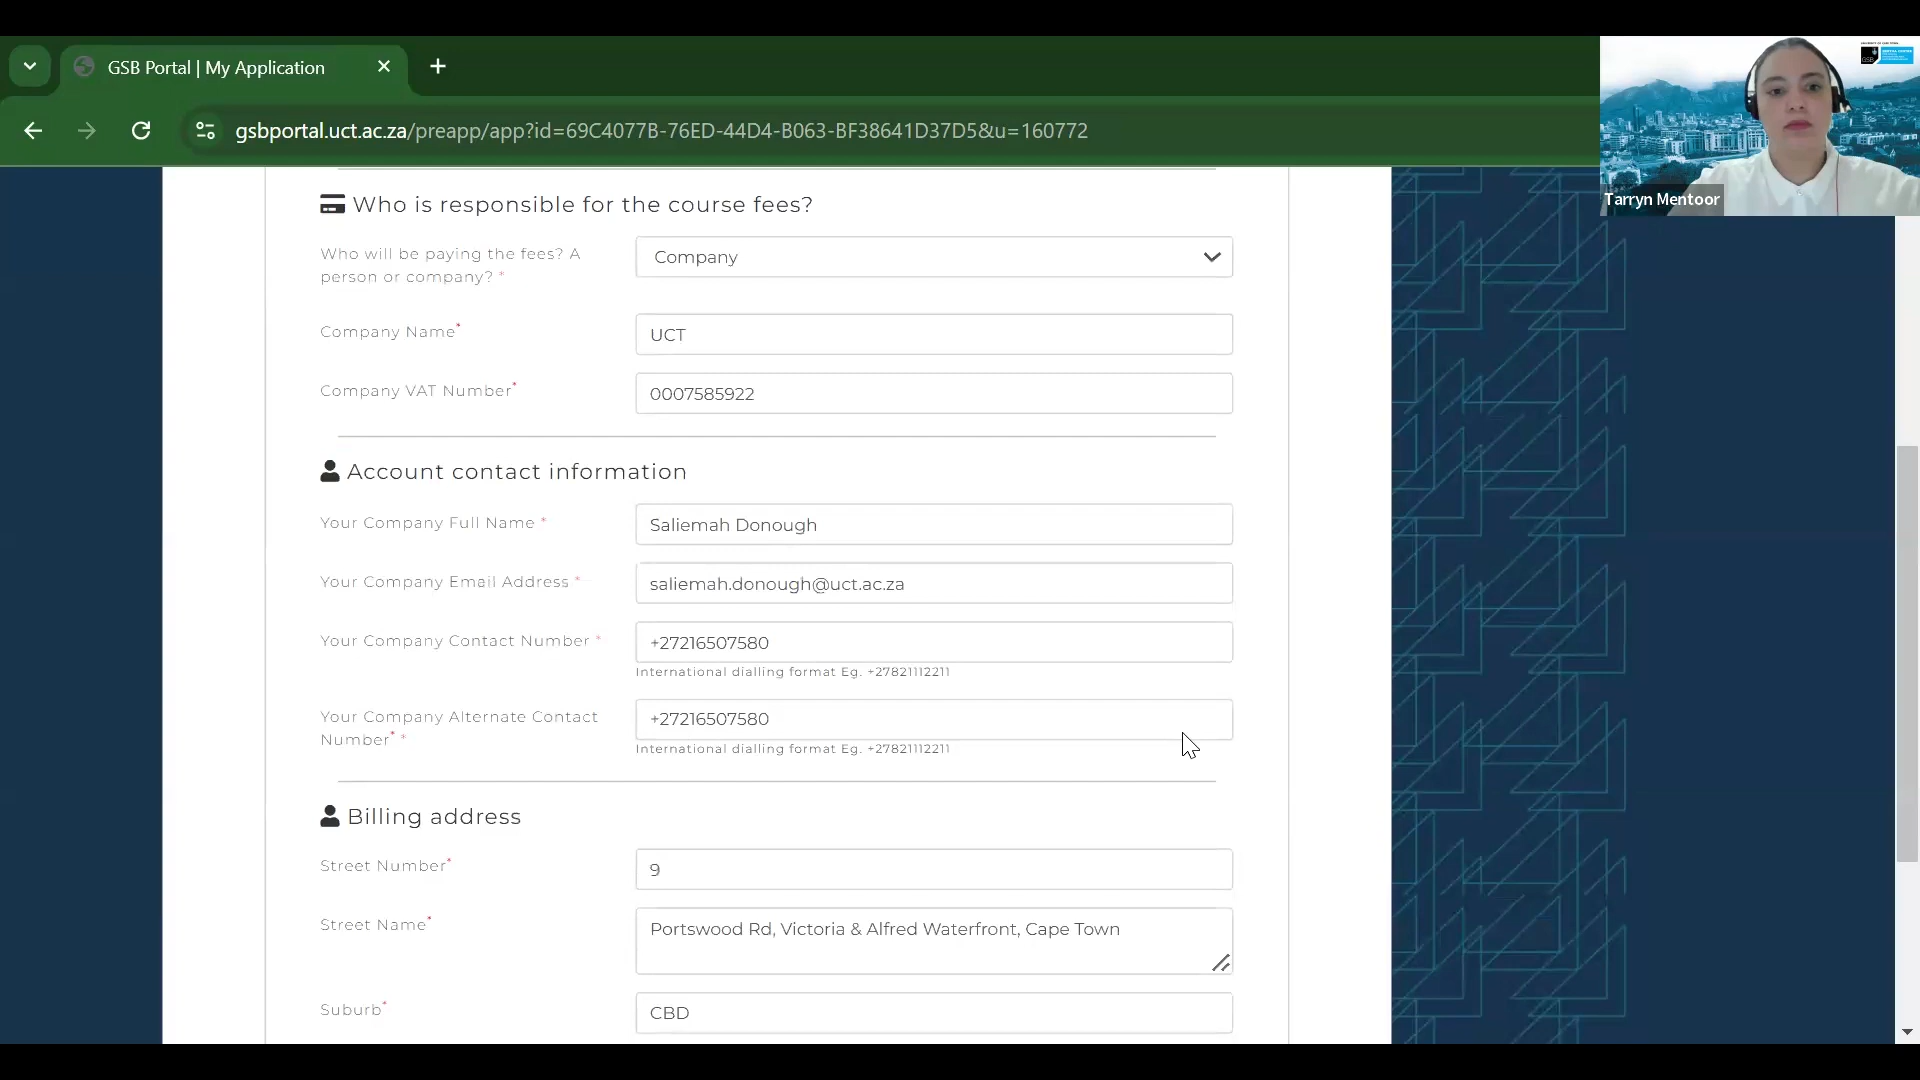 GSB Portal | My Application
gsbportal.uct.ac.za/preapp/app?id=69C4077B-76ED-44D4-B063-BF38641D37D5&u=160772
GSB
Tarryn Mentoor
Who is responsible for the course fees?
Who will be paying the fees? A
person or company? *
Company
Company Name*
UCT
Company VAT Number*
0007585922
Account contact information
Your Company Full Name *
Saliemah Donough
Your Company Email Address *
saliemah.donough@uct.ac.za
Your Company Contact Number *
+27216507580
International dialling format Eg. +27821112211
Your Company Alternate Contact
Number* *
+27216507580
International dialling format Eg. +27821112211
Billing address
Street Number*
9
Street Name*
Portswood Rd, Victoria & Alfred Waterfront, Cape Town
Suburb*
CBD